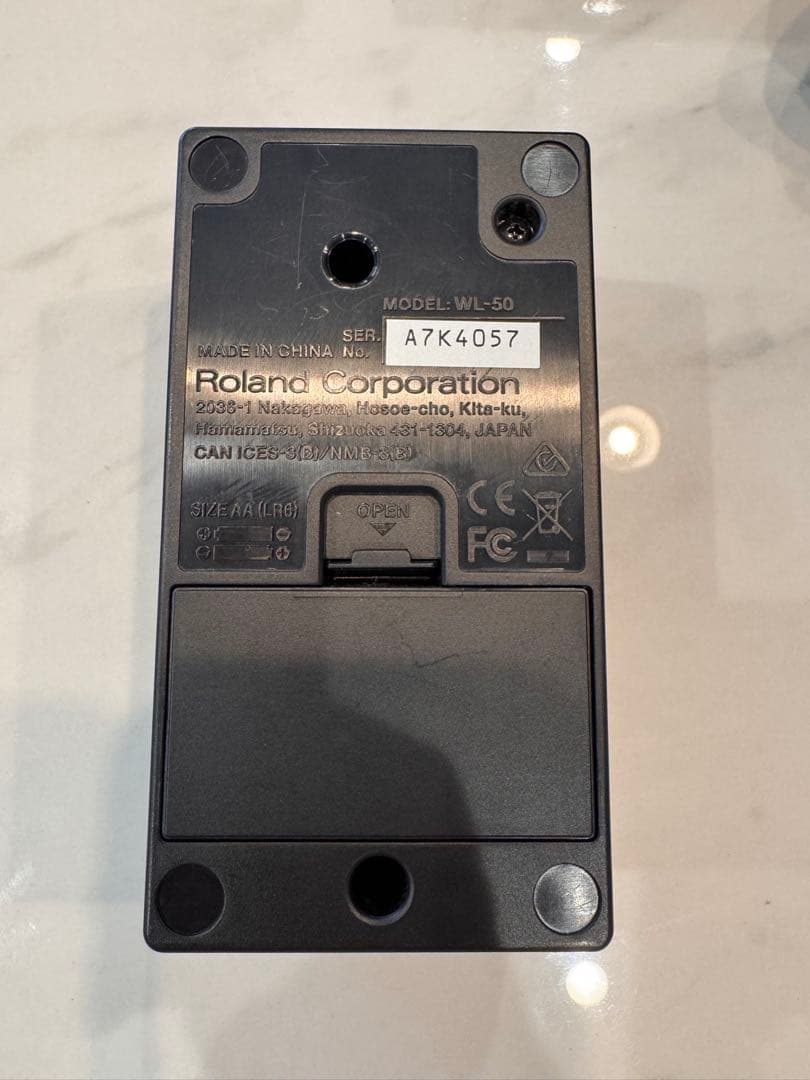 MODEL: WL-50
SER. No. A7K4057
MADE IN CHINA
Roland Corporation
2036-1 Nakagawa, Hosoe-cho, Kita-ku,
Hamamatsu, Shizuoka 431-1304, JAPAN
CAN ICES-3(B)/NMB-3(B)
SIZE AA (LR6)
OPEN
CE
FC